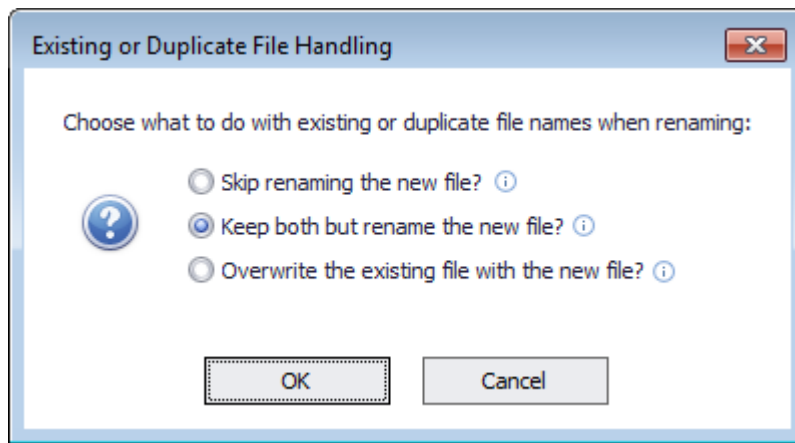 Existing or Duplicate File Handling
Choose what to do with existing or duplicate file names when renaming:
Skip renaming the new file?
Keep both but rename the new file?
Overwrite the existing file with the new file?
OK Cancel